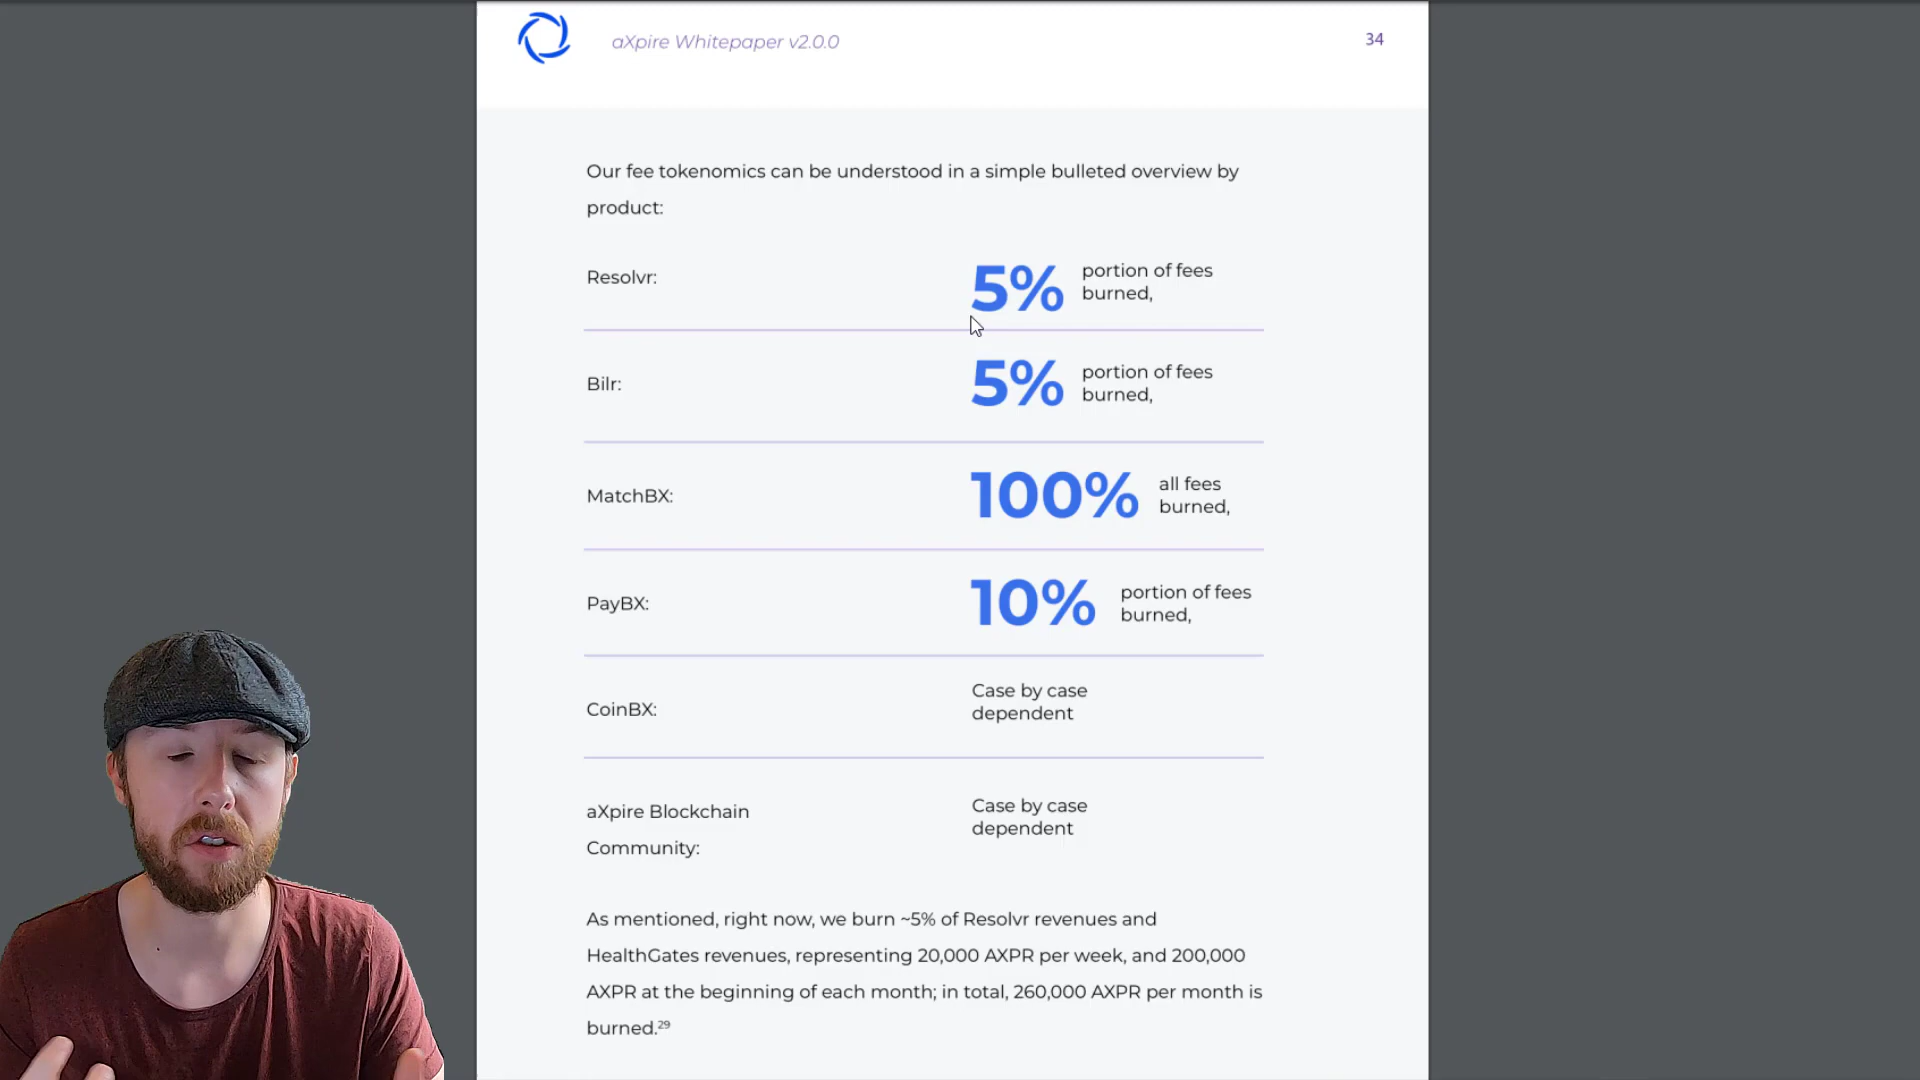 aXpire Whitepaper v2.0.0
34
Our fee tokenomics can be understood in a simple bulleted overview by
product:
Resolvr:
5%
portion of fees
burned,
Bilr:
5%
portion of fees
burned,
MatchBX:
100%
all fees
burned,
PayBX:
10%
portion of fees
burned,
CoinBX:
Case by case
dependent
aXpire Blockchain
Community:
Case by case
dependent
As mentioned, right now, we burn ~5% of Resolvr revenues and
HealthGates revenues, representing 20,000 AXPR per week, and 200,000
AXPR at the beginning of each month; in total, 260,000 AXPR per month is
burned.²⁹